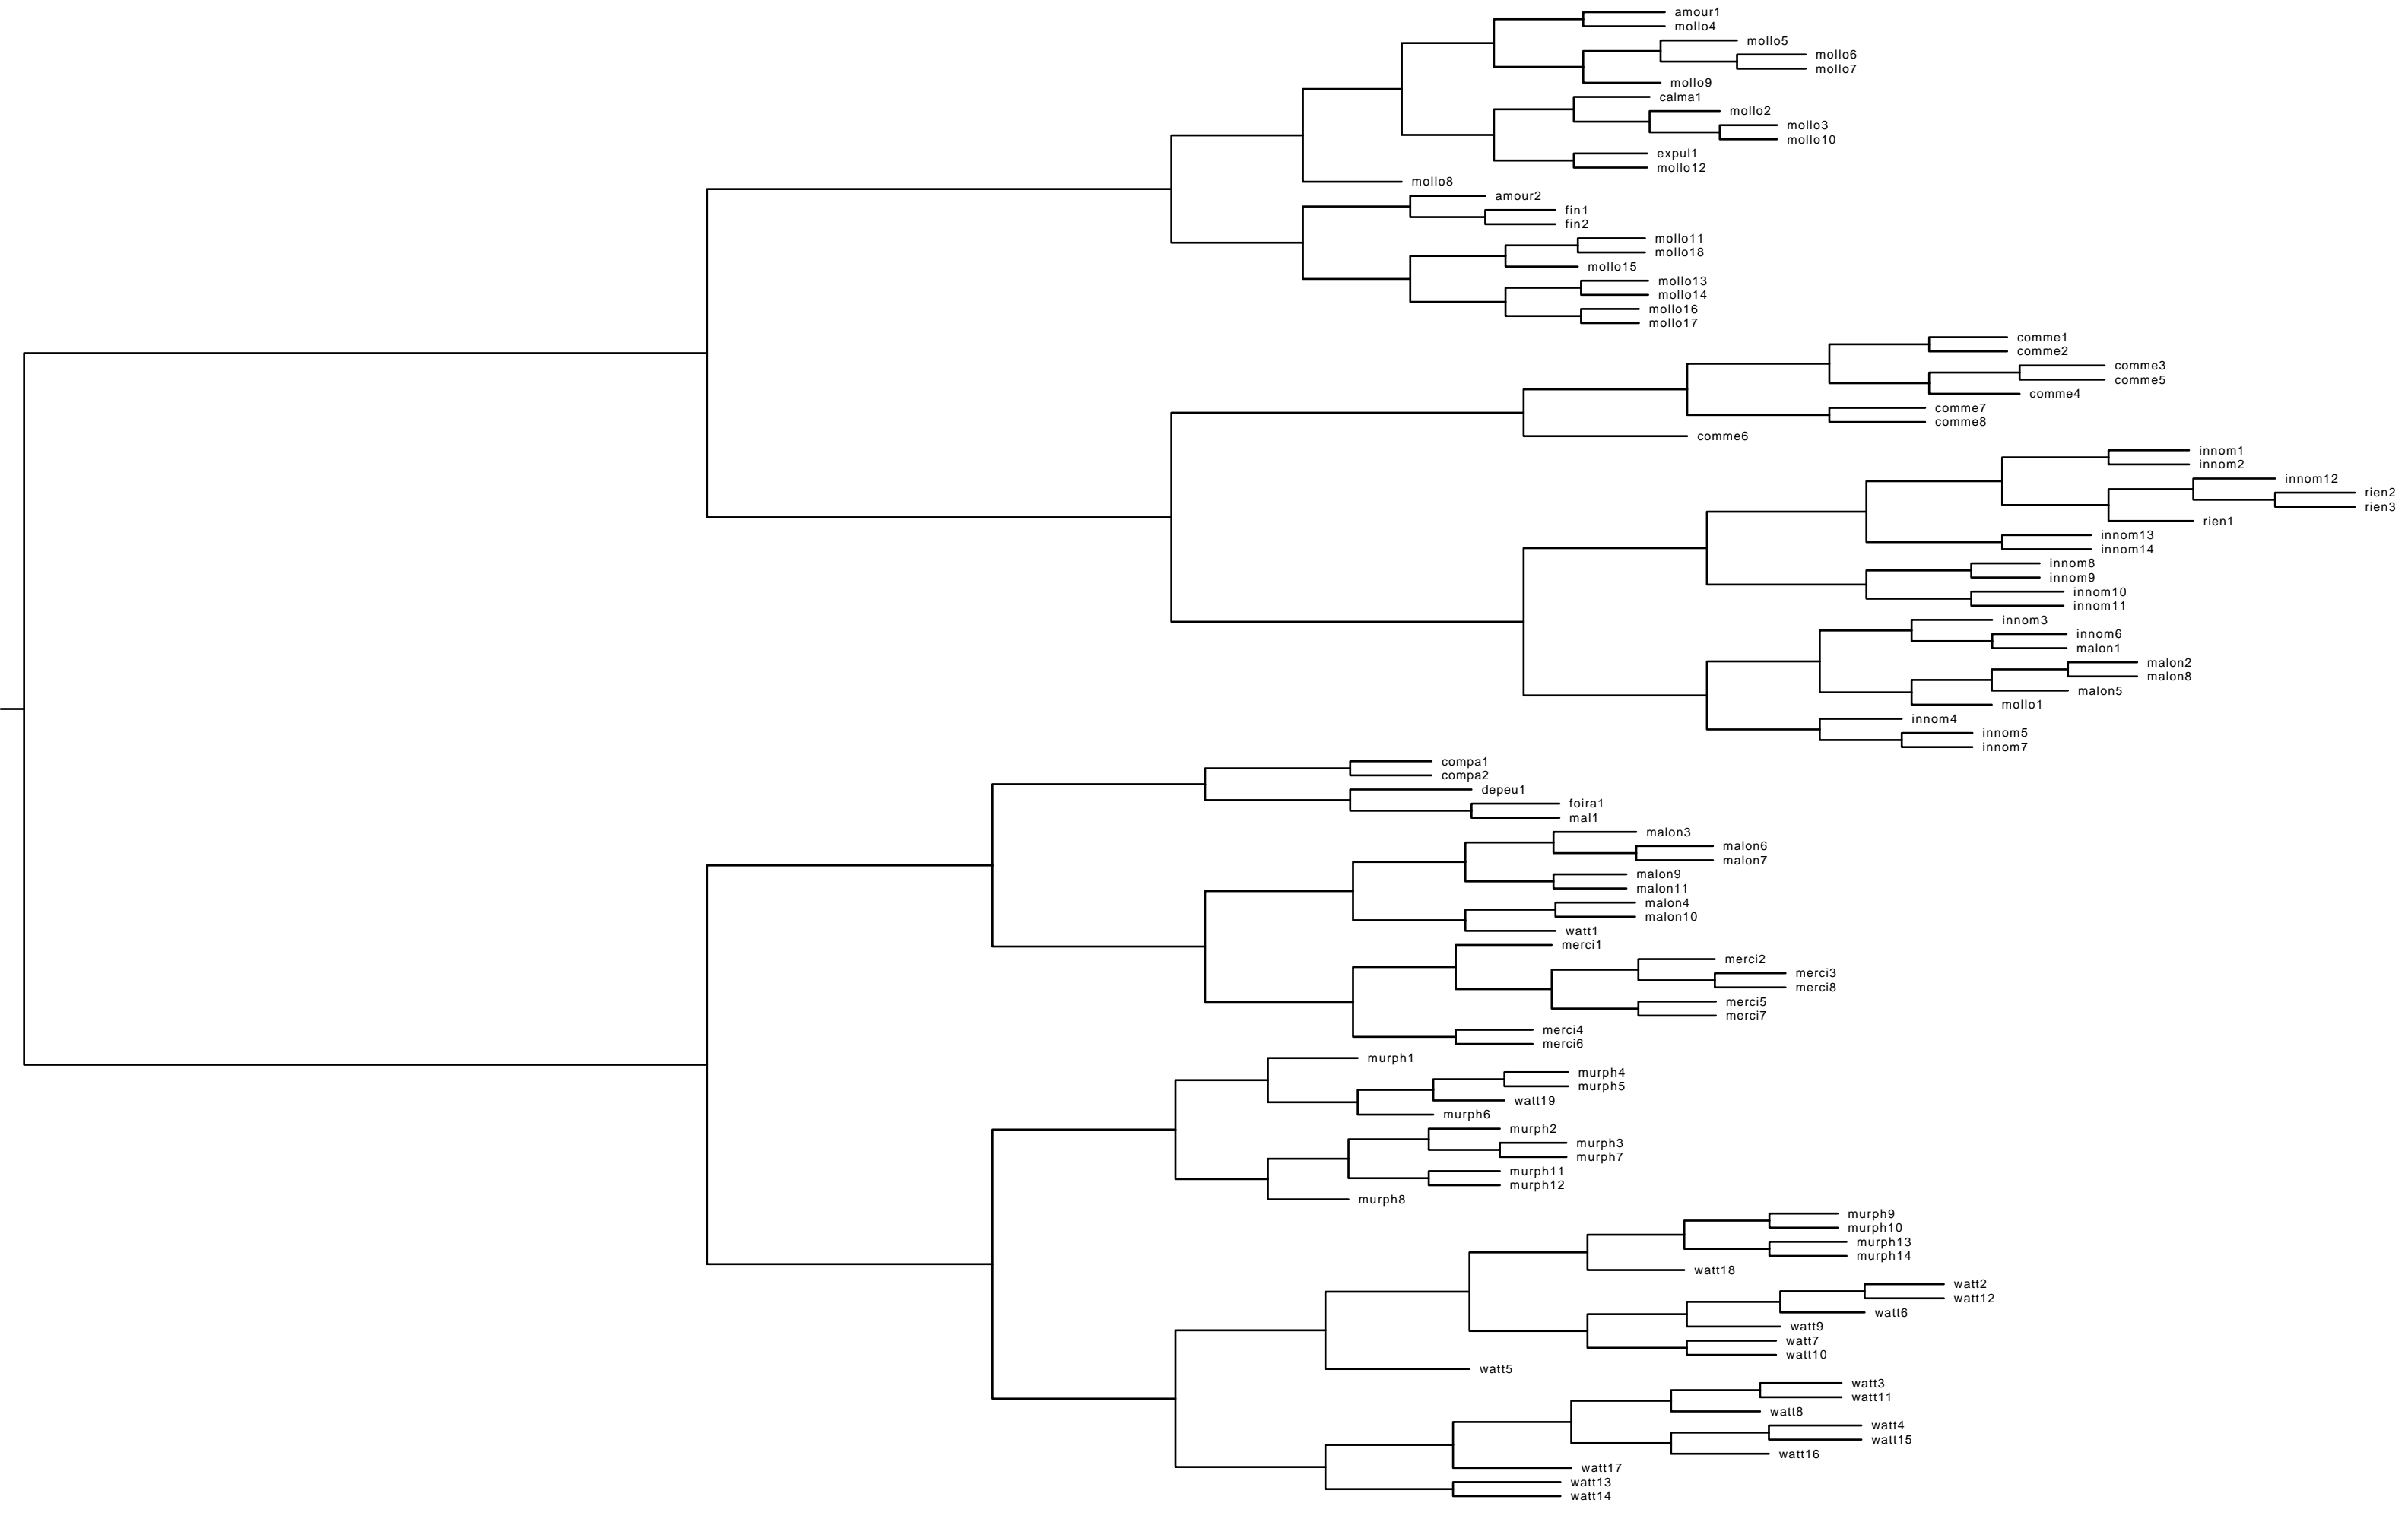 amour1
mollo4
mollo5
mollo6
mollo7
mollo9
calma1
mollo2
mollo3
mollo10
expul1
mollo12
mollo8
amour2
fin1
fin2
mollo11
mollo18
mollo15
mollo13
mollo14
mollo16
mollo17
comme1
comme2
comme3
comme5
comme4
comme7
comme8
comme6
innom1
innom2
innom12
rien2
rien3
rien1
innom13
innom14
innom8
innom9
innom10
innom11
innom3
innom6
malon1
malon2
malon8
malon5
mollo1
innom4
innom5
innom7
compa1
compa2
depeu1
foira1
mal1
malon3
malon6
malon7
malon9
malon11
malon4
malon10
watt1
merci1
merci2
merci3
merci8
merci5
merci7
merci4
merci6
murph1
murph4
murph5
watt19
murph6
murph2
murph3
murph7
murph11
murph12
murph8
murph9
murph10
murph13
murph14
watt18
watt2
watt12
watt6
watt9
watt7
watt10
watt5
watt3
watt11
watt8
watt4
watt15
watt16
watt17
watt13
watt14